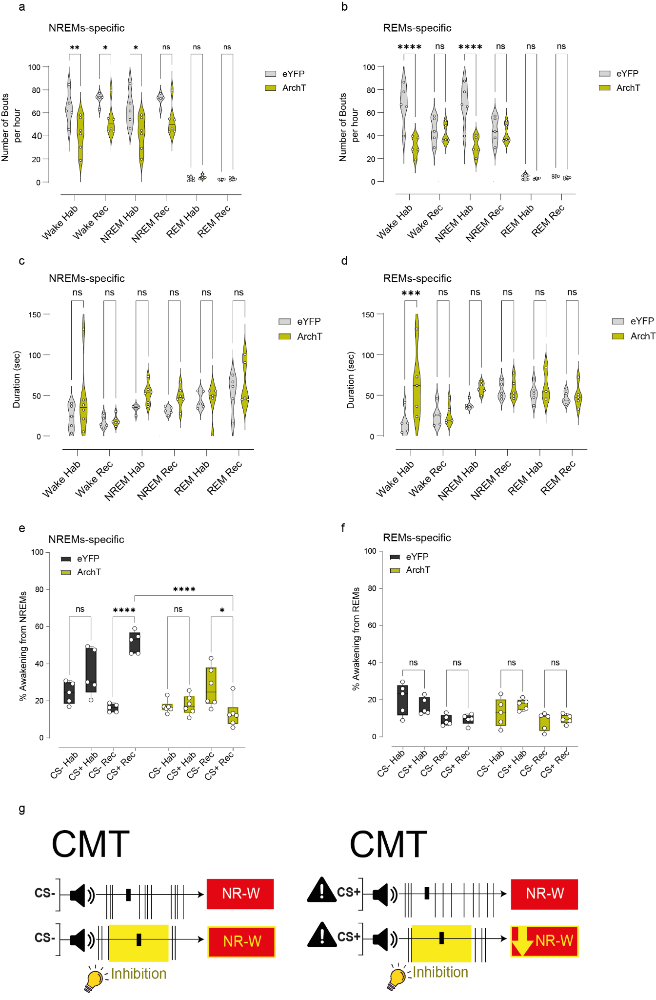 a
NREMs-specific
** * * ns ns ns
eYFP
ArchT
Number of Bouts
per hour
100
80
60
40
20
0
Wake Hab
Wake Rec
NREM Hab
NREM Rec
REM Hab
REM Rec
b
REMs-specific
**** ns **** ns ns ns
eYFP
ArchT
Number of Bouts
per hour
100
80
60
40
20
0
Wake Hab
Wake Rec
NREM Hab
NREM Rec
REM Hab
REM Rec
c
NREMs-specific
ns ns ns ns ns ns
eYFP
ArchT
Duration (sec)
150
100
50
0
Wake Hab
Wake Rec
NREM Hab
NREM Rec
REM Hab
REM Rec
d
REMs-specific
*** ns ns ns ns ns
eYFP
ArchT
Duration (sec)
150
100
50
0
Wake Hab
Wake Rec
NREM Hab
NREM Rec
REM Hab
REM Rec
e
NREMs-specific
eYFP
ArchT
% Awakening from NREMs
100
80
60
40
20
0
****
ns **** ns *
CS- Hab
CS+ Hab
CS- Rec
CS+ Rec
CS- Hab
CS+ Hab
CS- Rec
CS+ Rec
f
REMs-specific
eYFP
ArchT
% Awakening from REMs
100
80
60
40
20
0
ns ns ns ns
CS- Hab
CS+ Hab
CS- Rec
CS+ Rec
CS- Hab
CS+ Hab
CS- Rec
CS+ Rec
g
CMT
CS- NR-W
CS- NR-W
Inhibition
CMT
! CS+ NR-W
! CS+ NR-W
Inhibition